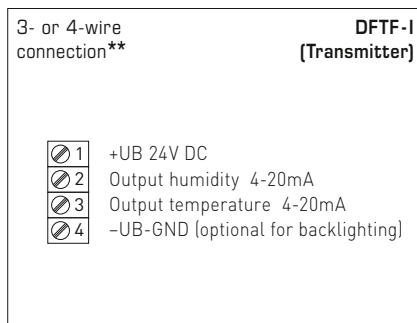 3- or 4-wire
connection**
DFTF-I
(Transmitter)
1 +UB 24V DC
2 Output humidity 4-20mA
3 Output temperature 4-20mA
4 –UB-GND (optional for backlighting)